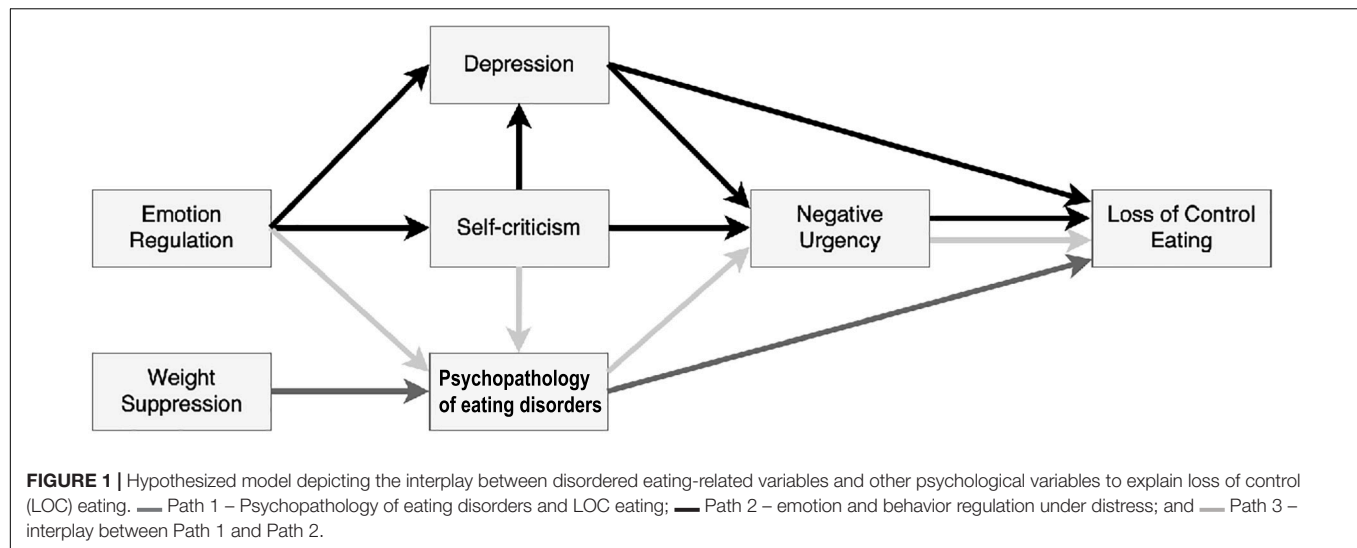 Depression
Emotion
Regulation
Self-criticism
Negative
Urgency
Loss of Control
Eating
Weight
Suppression
Psychopathology
of eating disorders
FIGURE 1 | Hypothesized model depicting the interplay between disordered eating-related variables and other psychological variables to explain loss of control
(LOC) eating. Path 1 – Psychopathology of eating disorders and LOC eating; Path 2 – emotion and behavior regulation under distress; and Path 3 –
interplay between Path 1 and Path 2.